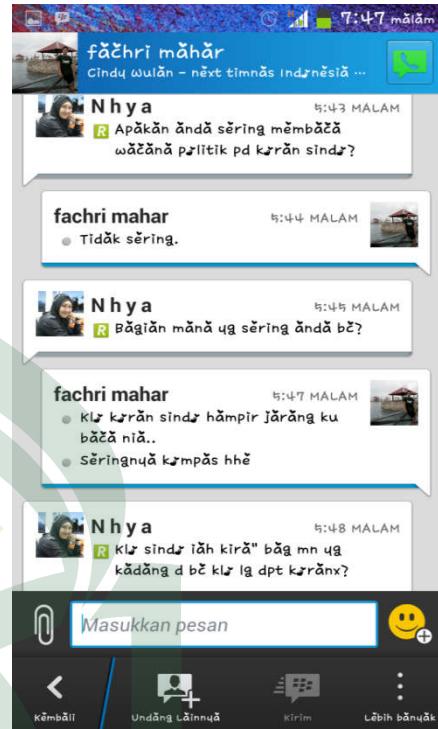 7:47 malam
fachri mahar
Cindy Wulan - next timnas Indonesia ...
Nhya 5:43 MALAM
R Apakan anda sering membaca
wacana politik pd koran sindo?
fachri mahar 5:44 MALAM
Tidak sering.
Nhya 5:45 MALAM
R Bagian mana yg sering anda bc?
fachri mahar 5:47 MALAM
Klo koran sindo hampir jarang ku
baca nia..
Seringnya kompas hhe
Nhya 5:48 MALAM
R Klo sindo iah kira" bag mn yg
kadang d bc klo lg dpt koranx?
Masukkan pesan
Kembali Undang Lainnya Kirim Lebih banyak